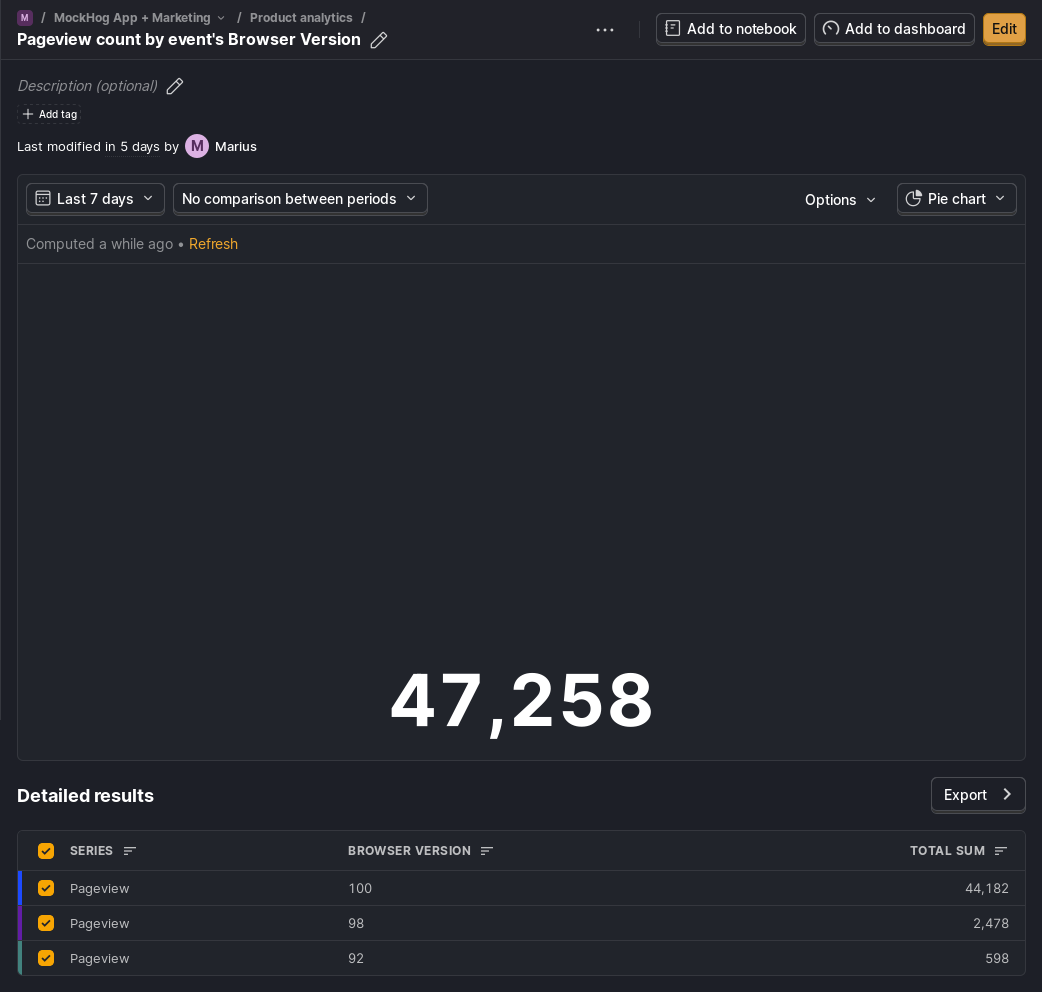 M / MockHog App + Marketing / Product analytics /
Pageview count by event's Browser Version
Add to notebook
Add to dashboard
Edit
Description (optional)
Add tag
Last modified in 5 days by M Marius
Last 7 days
No comparison between periods
Options
Pie chart
Computed a while ago • Refresh
47,258
Detailed results
Export
SERIES BROWSER VERSION TOTAL SUM
Pageview 100 44,182
Pageview 98 2,478
Pageview 92 598